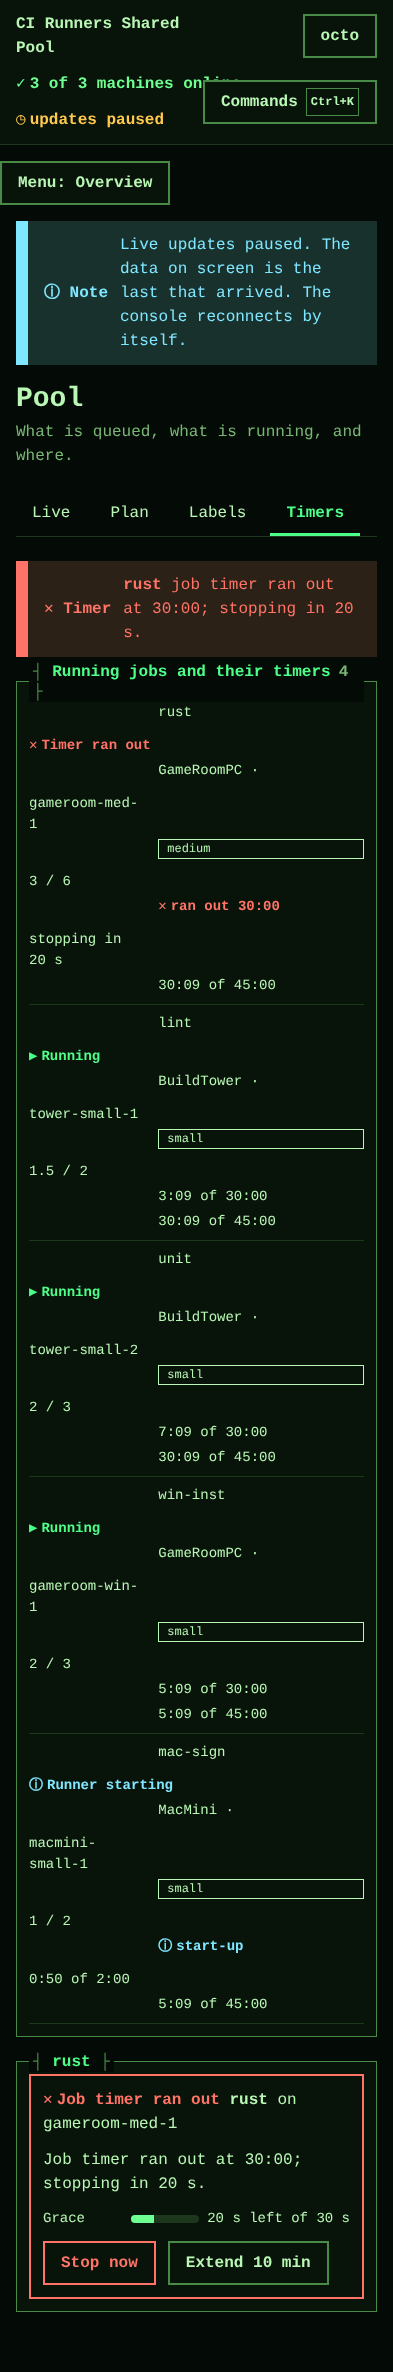 CI Runners Shared
Pool
octo
✓ 3 of 3 machines
Commands Ctrl+K
◷ updates paused
Menu: Overview
Live updates paused. The
data on screen is the
ⓘ Note last that arrived. The
console reconnects by
itself.
Pool
What is queued, what is running, and
where.
Live Plan Labels Timers
rust job timer ran out
✕ Timer at 30:00; stopping in 20
s.
┤ Running jobs and their timers 4
├
rust
✕ Timer ran out
GameRoomPC ·
gameroom-med-
1
medium
3 / 6
✕ ran out 30:00
stopping in
20 s
30:09 of 45:00
lint
▶ Running
BuildTower ·
tower-small-1
small
1.5 / 2
3:09 of 30:00
30:09 of 45:00
unit
▶ Running
BuildTower ·
tower-small-2
small
2 / 3
7:09 of 30:00
30:09 of 45:00
win-inst
▶ Running
GameRoomPC ·
gameroom-win-
1
small
2 / 3
5:09 of 30:00
5:09 of 45:00
mac-sign
ⓘ Runner starting
MacMini ·
macmini-
small-1
small
1 / 2
ⓘ start-up
0:50 of 2:00
5:09 of 45:00
┤ rust ├
✕ Job timer ran out rust on
gameroom-med-1
Job timer ran out at 30:00;
stopping in 20 s.
Grace 20 s left of 30 s
Stop now Extend 10 min